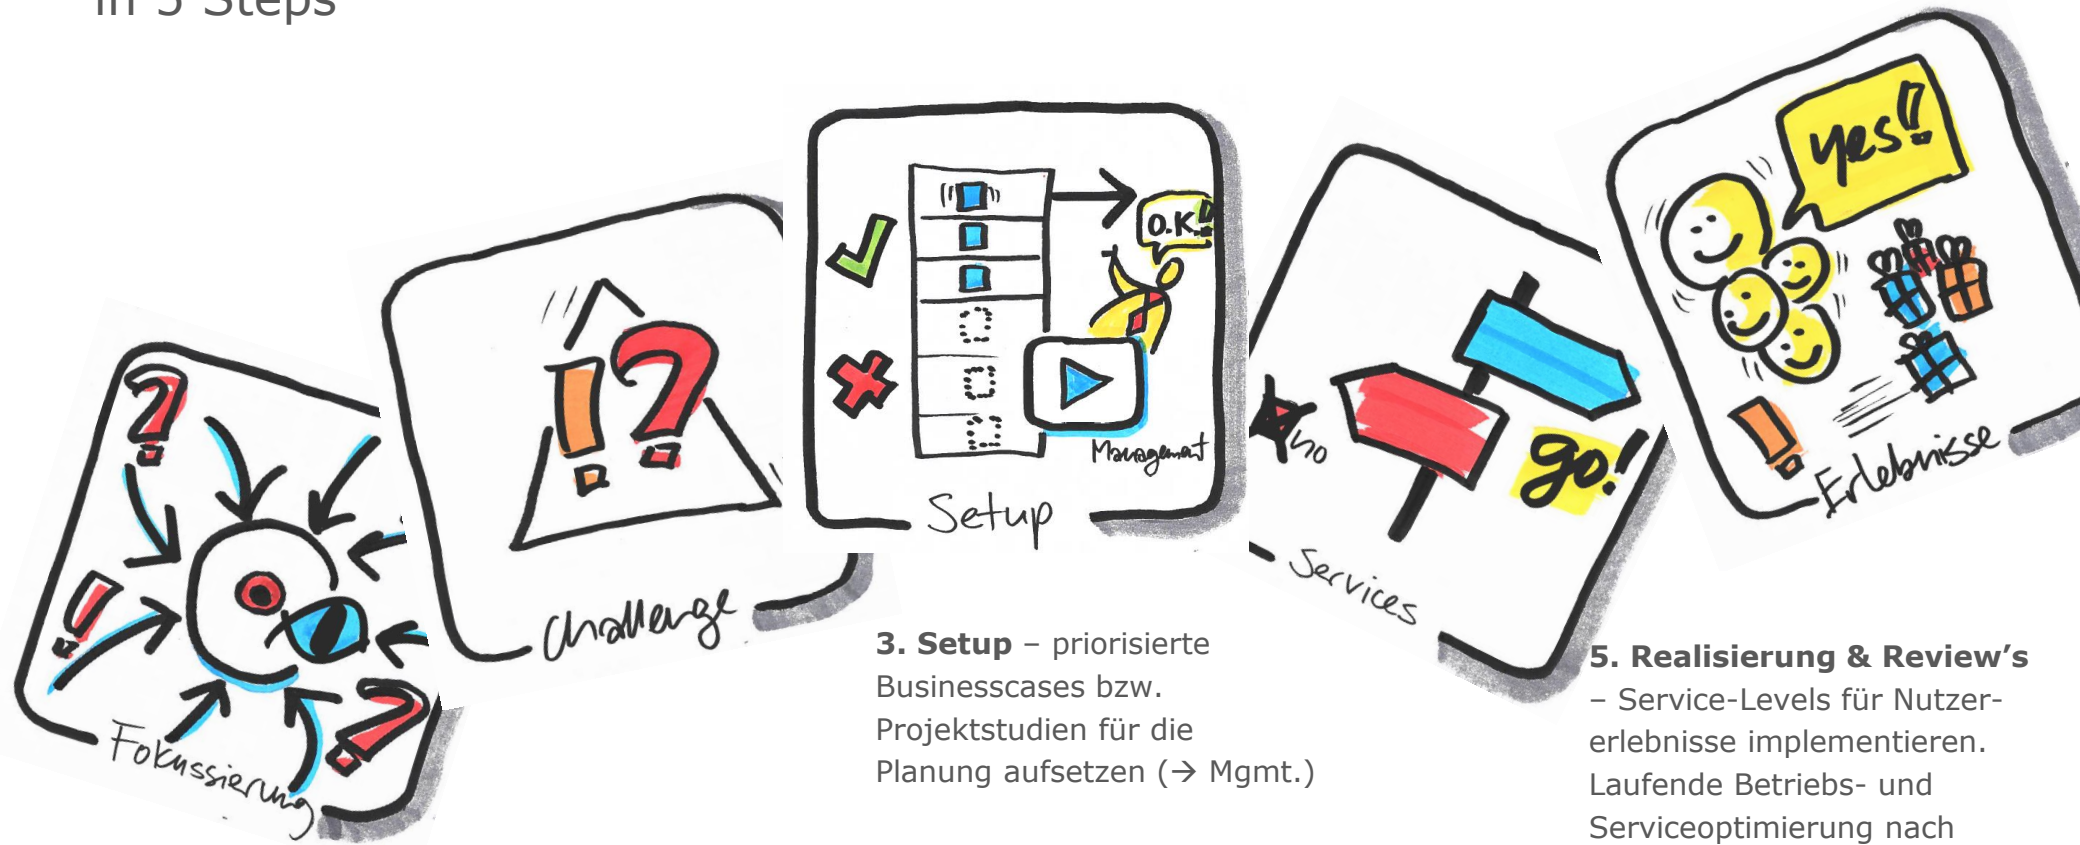 in 5 Steps
Fokussierung
Challenge
O.K.!
Management
Setup
no
go!
Services
yes!!
Erlebnisse
3. Setup – priorisierte
Businesscases bzw.
Projektstudien für die
Planung aufsetzen (→ Mgmt.)
5. Realisierung & Review’s
– Service-Levels für Nutzer-
erlebnisse implementieren.
Laufende Betriebs- und
Serviceoptimierung nach